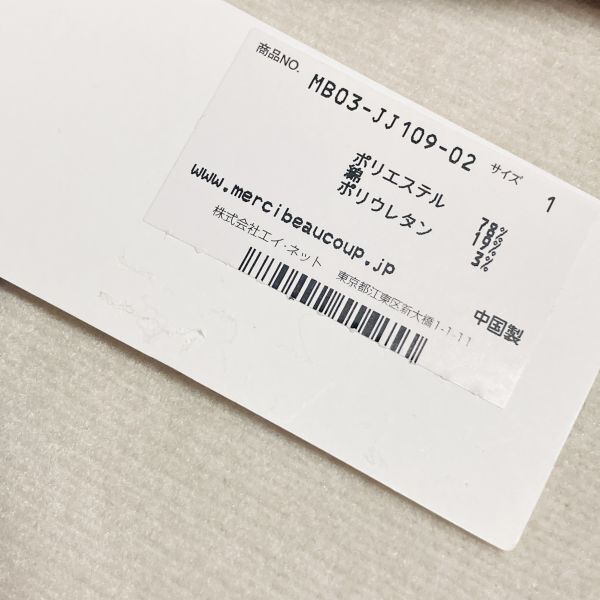 商品NO. MB03-JJ109-02 サイズ 1
ポリエステル 78%
綿 19%
ポリウレタン 3%
www.mercibeaucoup.jp
株式会社エイ・ネット 東京都江東区新大橋1-1-11
中国製